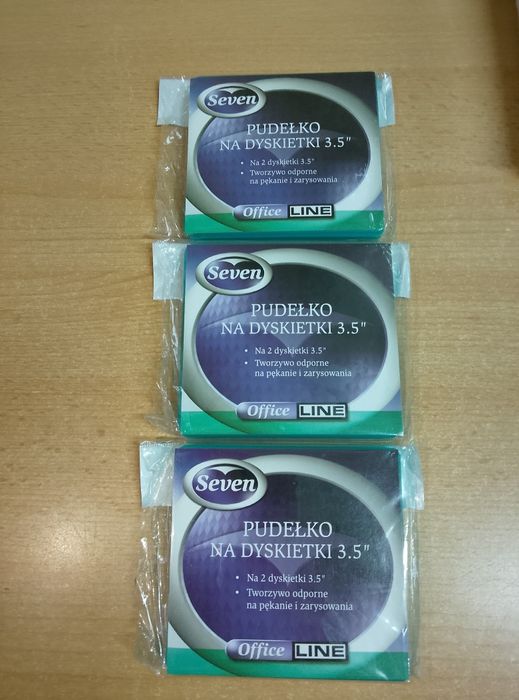 Seven
PUDEŁKO
NA DYSKIETKI 3.5"
• Na 2 dyskietki 3.5"
• Tworzywo odporne
na pękanie i zarysowania
Office LINE
Seven
PUDEŁKO
NA DYSKIETKI 3.5"
• Na 2 dyskietki 3.5"
• Tworzywo odporne
na pękanie i zarysowania
Office LINE
Seven
PUDEŁKO
NA DYSKIETKI 3.5"
• Na 2 dyskietki 3.5"
• Tworzywo odporne
na pękanie i zarysowania
Office LINE